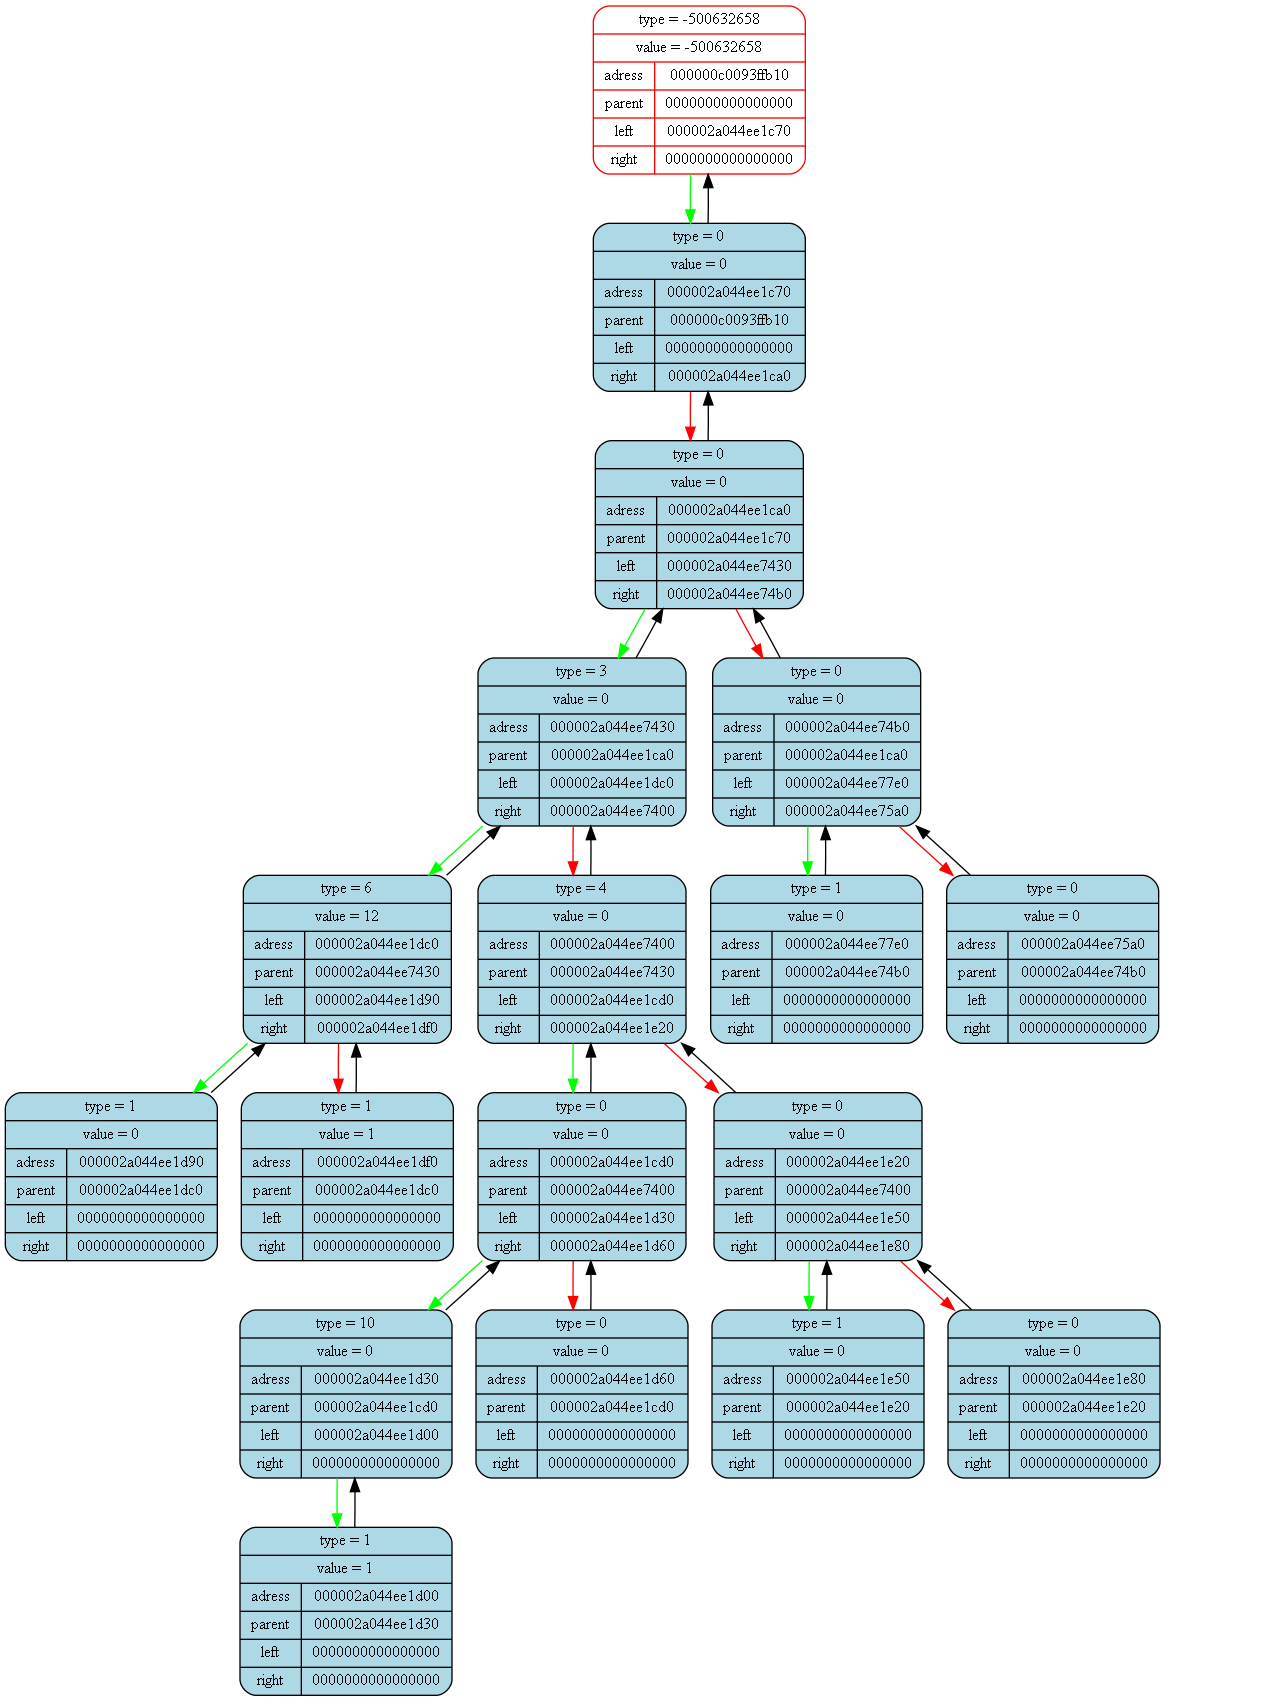 type = -500632658
value = -500632658
adress 000000c0093ffb10
parent 0000000000000000
left 000002a044ee1c70
right 0000000000000000
type = 0
value = 0
adress 000002a044ee1c70
parent 000000c0093ffb10
left 0000000000000000
right 000002a044ee1ca0
type = 0
value = 0
adress 000002a044ee1ca0
parent 000002a044ee1c70
left 000002a044ee7430
right 000002a044ee74b0
type = 3
value = 0
adress 000002a044ee7430
parent 000002a044ee1ca0
left 000002a044ee1dc0
right 000002a044ee7400
type = 0
value = 0
adress 000002a044ee74b0
parent 000002a044ee1ca0
left 000002a044ee77e0
right 000002a044ee75a0
type = 6
value = 12
adress 000002a044ee1dc0
parent 000002a044ee7430
left 000002a044ee1d90
right 000002a044ee1df0
type = 4
value = 0
adress 000002a044ee7400
parent 000002a044ee7430
left 000002a044ee1cd0
right 000002a044ee1e20
type = 1
value = 0
adress 000002a044ee77e0
parent 000002a044ee74b0
left 0000000000000000
right 0000000000000000
type = 0
value = 0
adress 000002a044ee75a0
parent 000002a044ee74b0
left 0000000000000000
right 0000000000000000
type = 1
value = 0
adress 000002a044ee1d90
parent 000002a044ee1dc0
left 0000000000000000
right 0000000000000000
type = 1
value = 1
adress 000002a044ee1df0
parent 000002a044ee1dc0
left 0000000000000000
right 0000000000000000
type = 0
value = 0
adress 000002a044ee1cd0
parent 000002a044ee7400
left 000002a044ee1d30
right 000002a044ee1d60
type = 0
value = 0
adress 000002a044ee1e20
parent 000002a044ee7400
left 000002a044ee1e50
right 000002a044ee1e80
type = 10
value = 0
adress 000002a044ee1d30
parent 000002a044ee1cd0
left 000002a044ee1d00
right 0000000000000000
type = 0
value = 0
adress 000002a044ee1d60
parent 000002a044ee1cd0
left 0000000000000000
right 0000000000000000
type = 1
value = 0
adress 000002a044ee1e50
parent 000002a044ee1e20
left 0000000000000000
right 0000000000000000
type = 0
value = 0
adress 000002a044ee1e80
parent 000002a044ee1e20
left 0000000000000000
right 0000000000000000
type = 1
value = 1
adress 000002a044ee1d00
parent 000002a044ee1d30
left 0000000000000000
right 0000000000000000